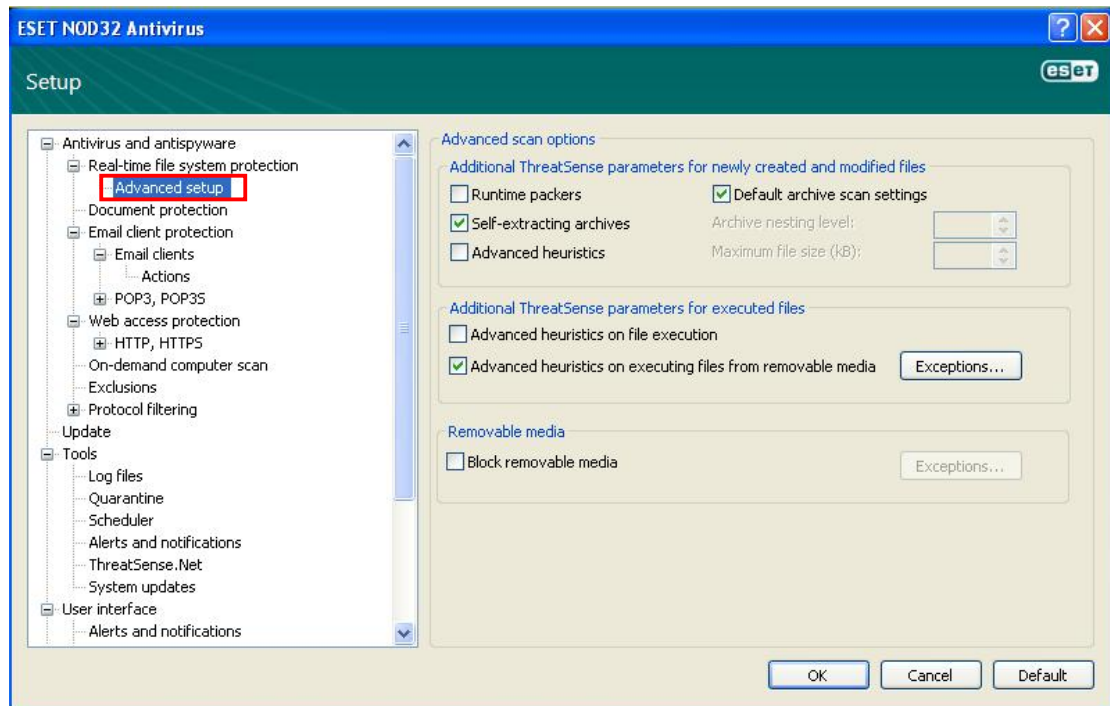 ESET NOD32 Antivirus
eset
Setup
Antivirus and antispyware
Real-time file system protection
Advanced setup
Document protection
Email client protection
Email clients
Actions
POP3, POP3S
Web access protection
HTTP, HTTPS
On-demand computer scan
Exclusions
Protocol filtering
Update
Tools
Log files
Quarantine
Scheduler
Alerts and notifications
ThreatSense.Net
System updates
User interface
Alerts and notifications
Advanced scan options
Additional ThreatSense parameters for newly created and modified files
Runtime packers
Default archive scan settings
Self-extracting archives
Archive nesting level:
Advanced heuristics
Maximum file size (kB):
Additional ThreatSense parameters for executed files
Advanced heuristics on file execution
Advanced heuristics on executing files from removable media
Exceptions...
Removable media
Block removable media
Exceptions...
OK
Cancel
Default